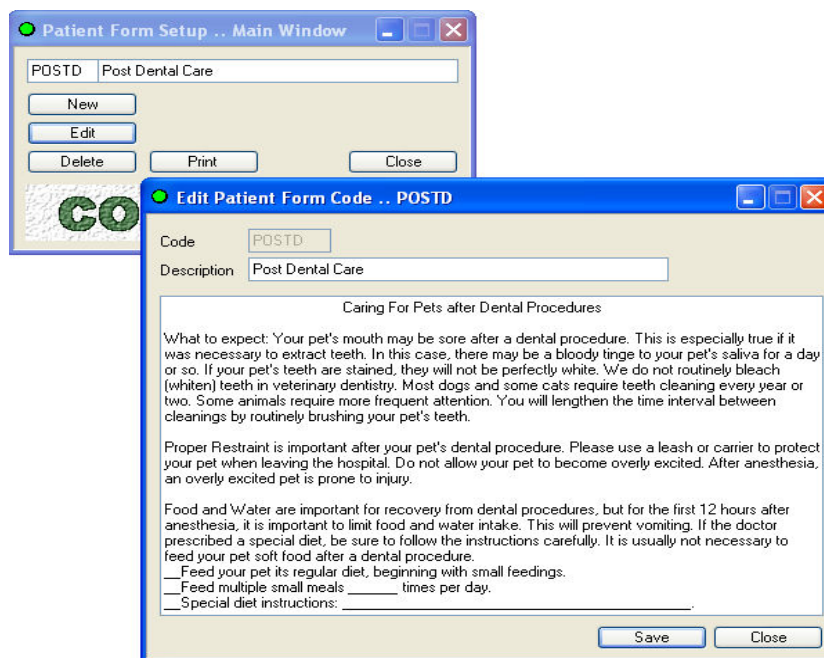 Patient Form Setup .. Main Window
POSTD Post Dental Care
New
Edit
Delete Print Close
CO
Edit Patient Form Code .. POSTD
Code POSTD
Description Post Dental Care
Caring For Pets after Dental Procedures
What to expect: Your pet's mouth may be sore after a dental procedure. This is especially true if it
was necessary to extract teeth. In this case, there may be a bloody tinge to your pet's saliva for a day
or so. If your pet's teeth are stained, they will not be perfectly white. We do not routinely bleach
(whiten) teeth in veterinary dentistry. Most dogs and some cats require teeth cleaning every year or
two. Some animals require more frequent attention. You will lengthen the time interval between
cleanings by routinely brushing your pet's teeth.
Proper Restraint is important after your pet's dental procedure. Please use a leash or carrier to protect
your pet when leaving the hospital. Do not allow your pet to become overly excited. After anesthesia,
an overly excited pet is prone to injury.
Food and Water are important for recovery from dental procedures, but for the first 12 hours after
anesthesia, it is important to limit food and water intake. This will prevent vomiting. If the doctor
prescribed a special diet, be sure to follow the instructions carefully. It is usually not necessary to
feed your pet soft food after a dental procedure.
__Feed your pet its regular diet, beginning with small feedings.
__Feed multiple small meals ______ times per day.
__Special diet instructions: ___________________________________________.
Save Close